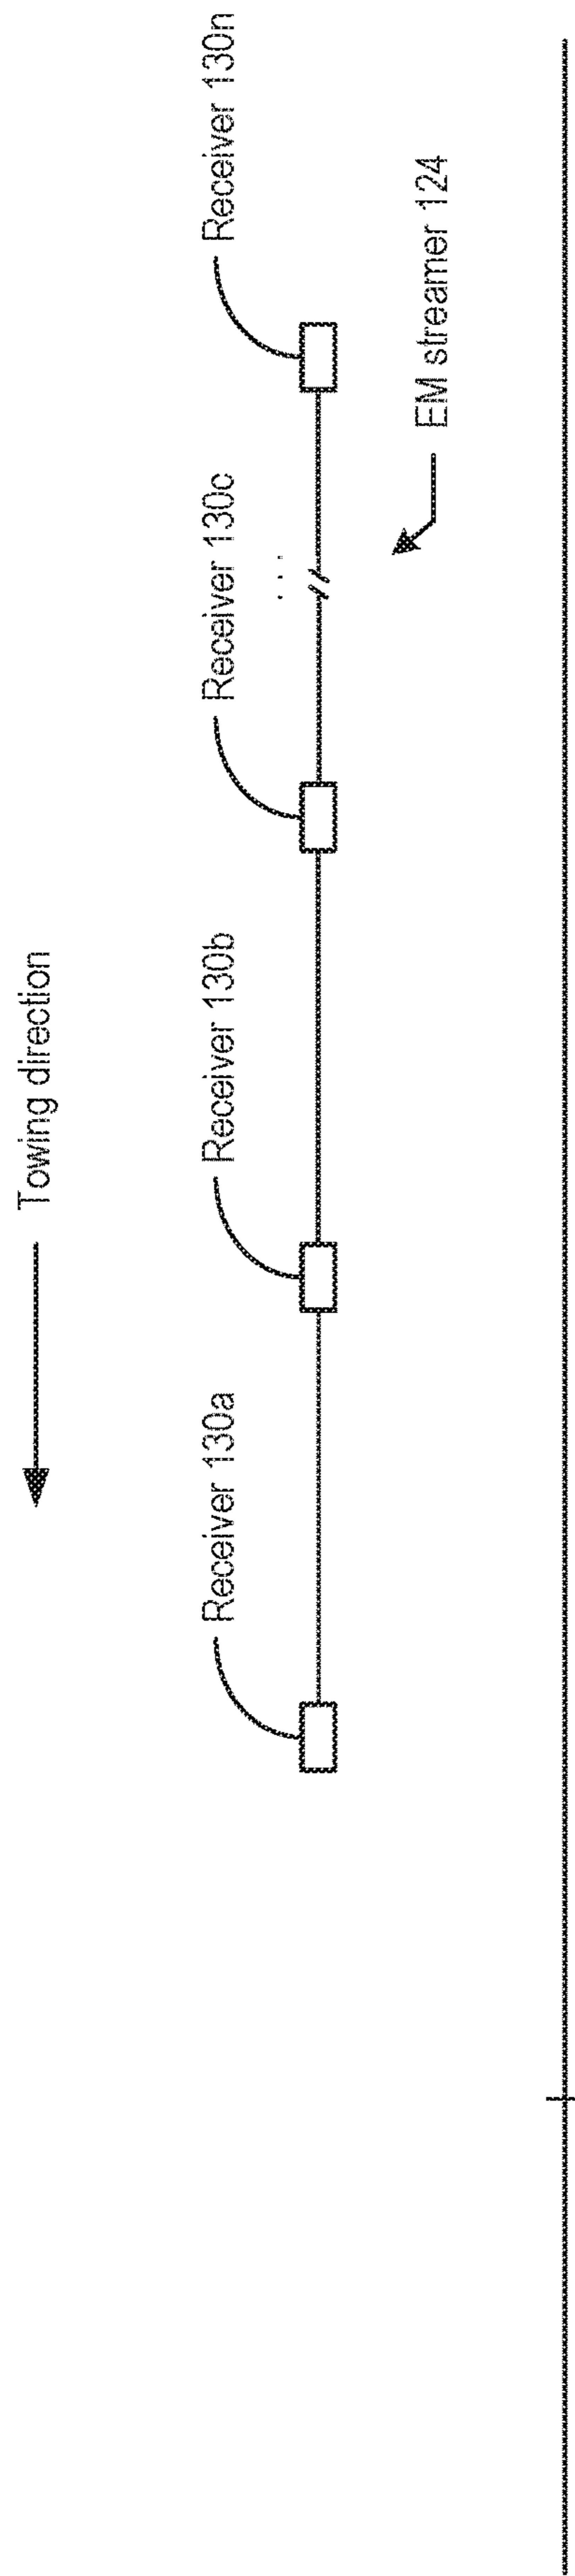 Towing direction
Receiver 130a
Receiver 130b
Receiver 130c
Receiver 130n
. . .
EM streamer 124